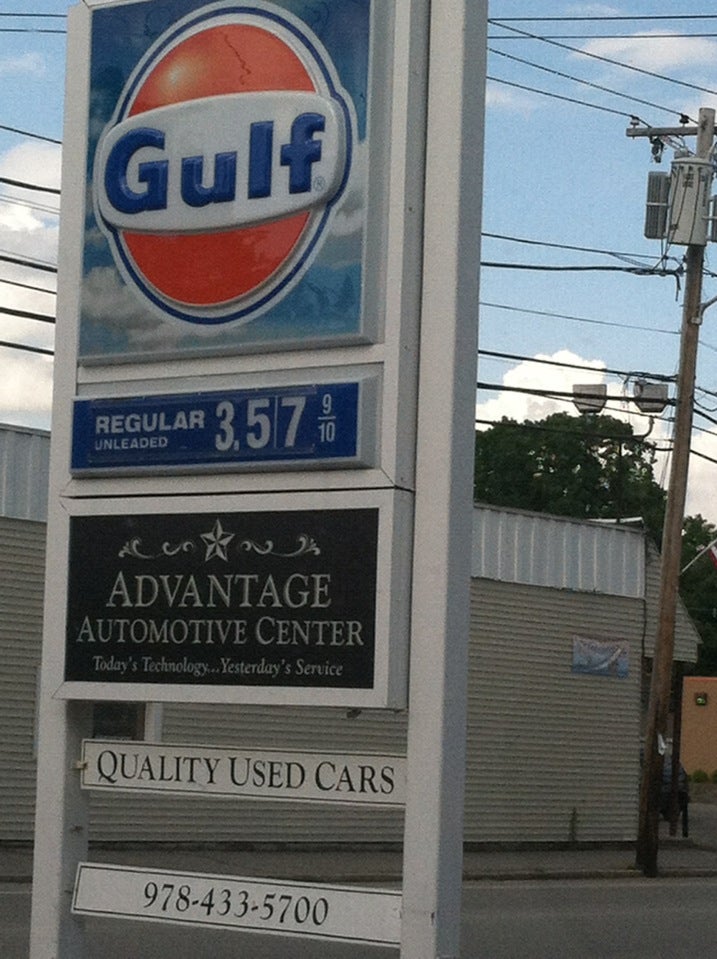 Gulf
REGULAR UNLEADED 3.57 9/10
ADVANTAGE
AUTOMOTIVE CENTER
Today's Technology...Yesterday's Service
QUALITY USED CARS
978-433-5700